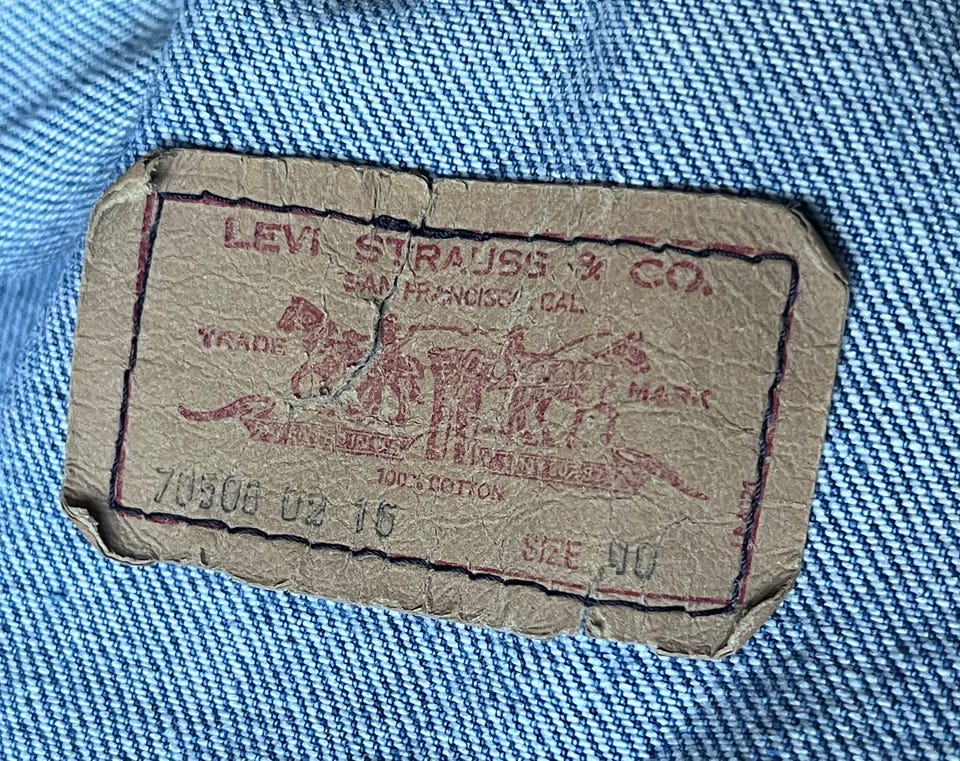 LEVI STRAUSS & CO.
SAN FRANCISCO, CAL.
TRADE MARK
100% COTTON
70506 02 16
SIZE 40